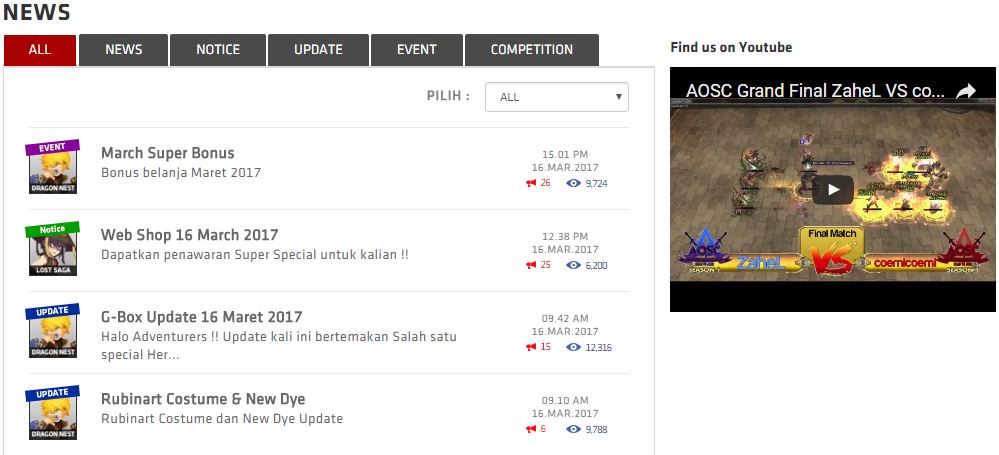 NEWS
ALL
NEWS
NOTICE
UPDATE
EVENT
COMPETITION
PILIH :
ALL
EVENT
DRAGON NEST
March Super Bonus
Bonus belanja Maret 2017
15.01 PM
16.MAR.2017
26
9,724
Notice
LOST SAGA
Web Shop 16 March 2017
Dapatkan penawaran Super Special untuk kalian !!
12.38 PM
16.MAR.2017
25
6,200
UPDATE
DRAGON NEST
G-Box Update 16 Maret 2017
Halo Adventurers !! Update kali ini bertemakan Salah satu
special Her...
09.42 AM
16.MAR.2017
15
12,316
UPDATE
DRAGON NEST
Rubinart Costume & New Dye
Rubinart Costume dan New Dye Update
09.10 AM
16.MAR.2017
6
9,788
Find us on Youtube
AOSC Grand Final ZaheL VS co...
AOSC
SEASON 1
ZaheL
Final Match
VS
coemicoemi
AOSC
SEASON 1